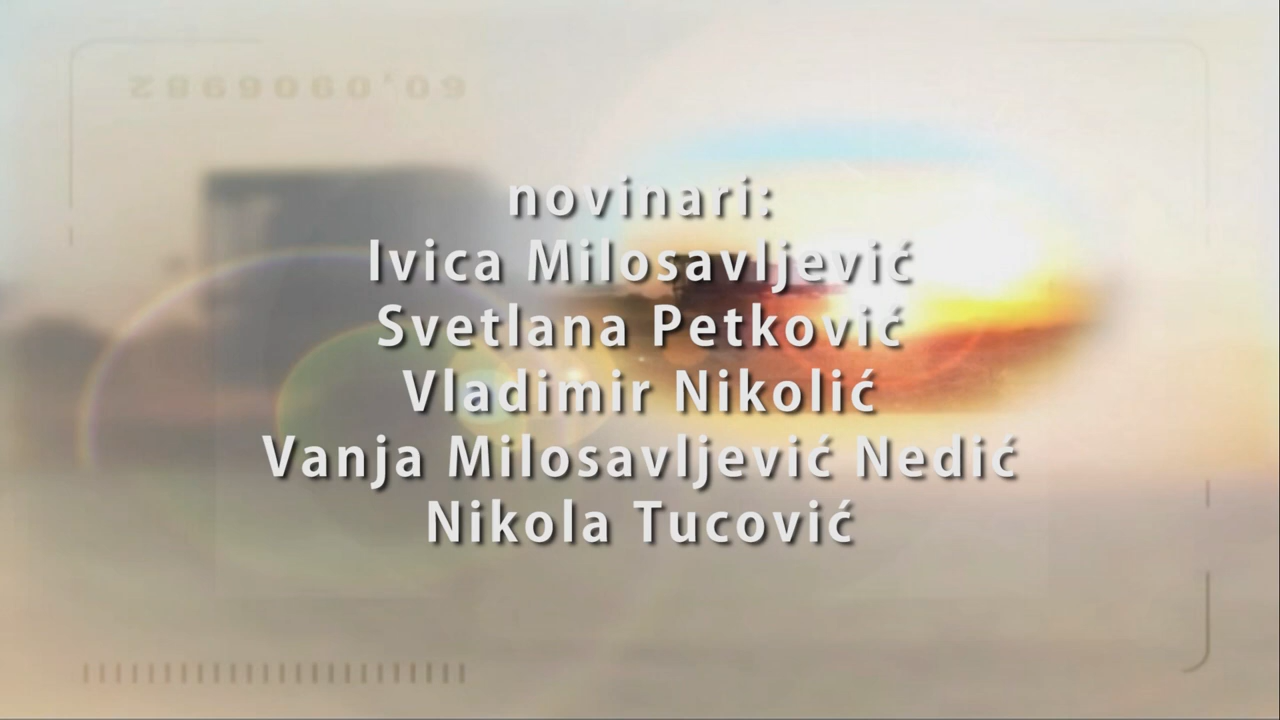 novinari:
Ivica Milosavljević
Svetlana Petković
Vladimir Nikolić
Vanja Milosavljević Nedić
Nikola Tucović